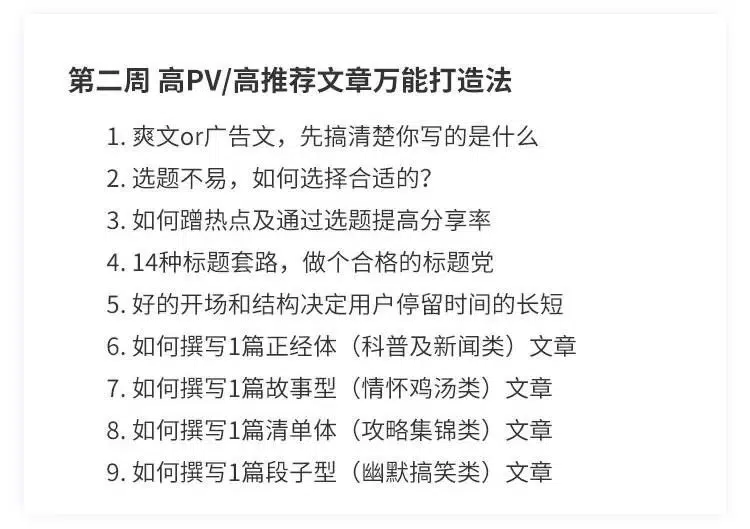 第二周 高PV/高推荐文章万能打造法
1. 爽文or广告文，先搞清楚你写的是什么
2. 选题不易，如何选择合适的？
3. 如何蹭热点及通过选题提高分享率
4. 14种标题套路，做个合格的标题党
5. 好的开场和结构决定用户停留时间的长短
6. 如何撰写1篇正经体（科普及新闻类）文章
7. 如何撰写1篇故事型（情怀鸡汤类）文章
8. 如何撰写1篇清单体（攻略集锦类）文章
9. 如何撰写1篇段子型（幽默搞笑类）文章